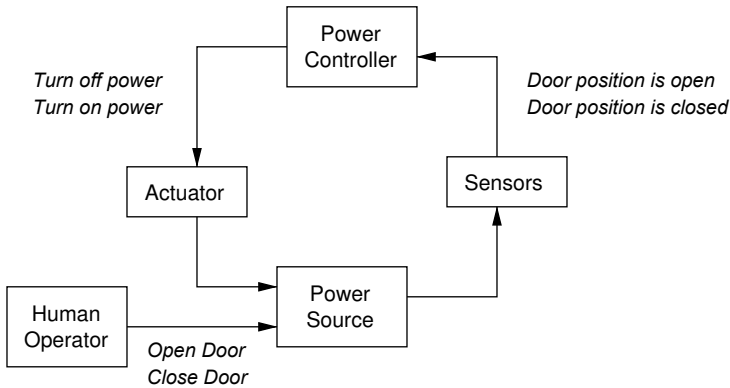 Power
Controller
Turn off power
Turn on power
Door position is open
Door position is closed
Actuator
Sensors
Power
Source
Human
Operator
Open Door
Close Door